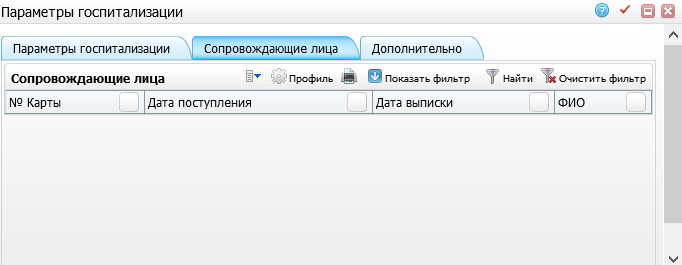 Параметры госпитализации
Параметры госпитализации Сопровождающие лица Дополнительно
Сопровождающие лица Профиль Показать фильтр Найти Очистить фильтр
№ Карты Дата поступления Дата выписки ФИО